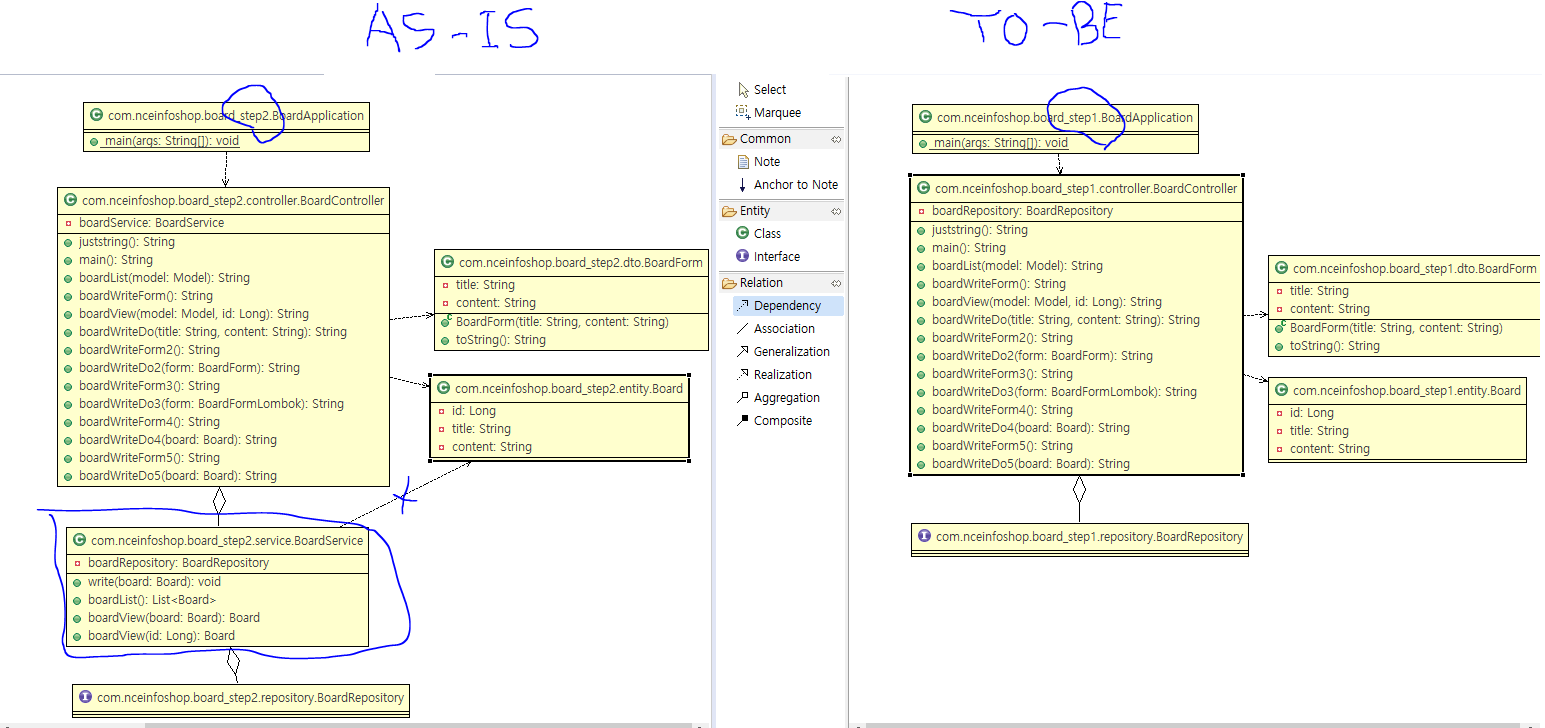 AS-IS
TO-BE
com.nceinfoshop.board_step2.BoardApplication
main(args: String[]): void
com.nceinfoshop.board_step2.controller.BoardController
boardService: BoardService
juststring(): String
main(): String
boardList(model: Model): String
boardWriteForm(): String
boardView(model: Model, id: Long): String
boardWriteDo(title: String, content: String): String
boardWriteForm2(): String
boardWriteDo2(form: BoardForm): String
boardWriteForm3(): String
boardWriteDo3(form: BoardFormLombok): String
boardWriteForm4(): String
boardWriteDo4(board: Board): String
boardWriteForm5(): String
boardWriteDo5(board: Board): String
com.nceinfoshop.board_step2.dto.BoardForm
title: String
content: String
BoardForm(title: String, content: String)
toString(): String
com.nceinfoshop.board_step2.entity.Board
id: Long
title: String
content: String
com.nceinfoshop.board_step2.service.BoardService
boardRepository: BoardRepository
write(board: Board): void
boardList(): List<Board>
boardView(board: Board): Board
boardView(id: Long): Board
com.nceinfoshop.board_step2.repository.BoardRepository
Select
Marquee
Common
Note
Anchor to Note
Entity
Class
Interface
Relation
Dependency
Association
Generalization
Realization
Aggregation
Composite
com.nceinfoshop.board_step1.BoardApplication
main(args: String[]): void
com.nceinfoshop.board_step1.controller.BoardController
boardRepository: BoardRepository
juststring(): String
main(): String
boardList(model: Model): String
boardWriteForm(): String
boardView(model: Model, id: Long): String
boardWriteDo(title: String, content: String): String
boardWriteForm2(): String
boardWriteDo2(form: BoardForm): String
boardWriteForm3(): String
boardWriteDo3(form: BoardFormLombok): String
boardWriteForm4(): String
boardWriteDo4(board: Board): String
boardWriteForm5(): String
boardWriteDo5(board: Board): String
com.nceinfoshop.board_step1.dto.BoardForm
title: String
content: String
BoardForm(title: String, content: String)
toString(): String
com.nceinfoshop.board_step1.entity.Board
id: Long
title: String
content: String
com.nceinfoshop.board_step1.repository.BoardRepository